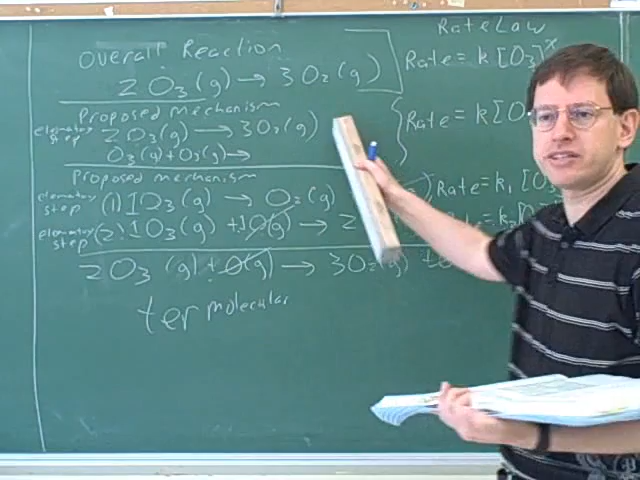 Overall Reaction
2 O₃(g) → 3 O₂(g)
Rate Law
Rate = k[O₃]ˣ
Proposed Mechanism
elementary step 2 O₃(g) → 3 O₂(g)
Rate = k[O
O₃(g) + O₃(g) →
Proposed mechanism
elementary step (1) 1 O₃(g) → O₂(g)
Rate = k₁ [O₃
elementary step (2) 1 O₃(g) + 1 O(g) → 2
= k₂[O₃
2 O₃ (g) + O(g) → 3 O₂(g)
termolecular